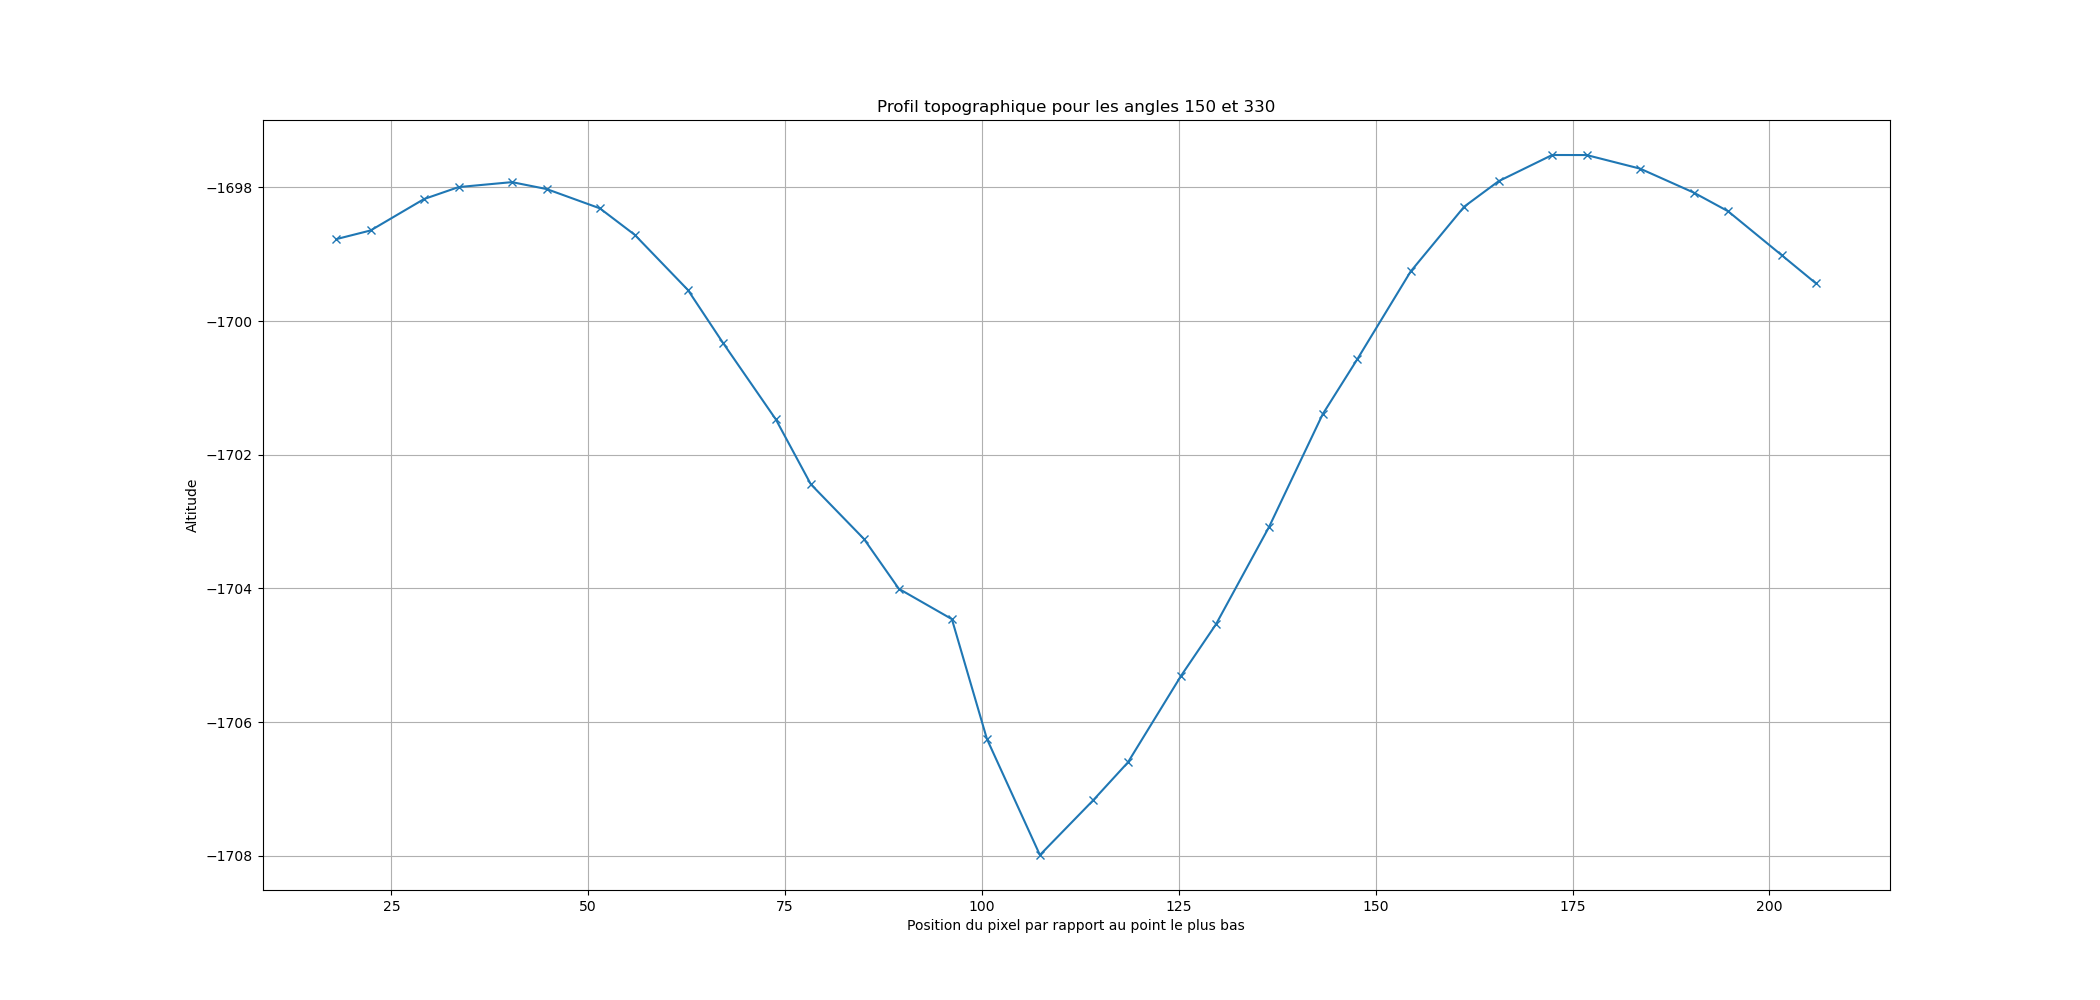 Profil topographique pour les angles 150 et 330
Altitude
−1698
−1700
−1702
−1704
−1706
−1708
25 50 75 100 125 150 175 200
Position du pixel par rapport au point le plus bas